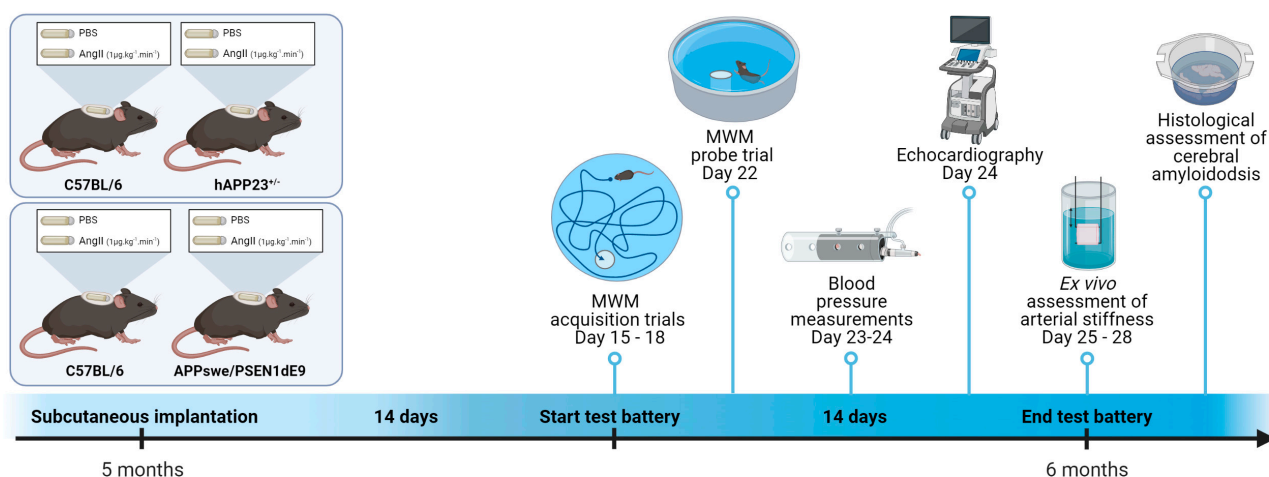 PBS
AngII (1µg.kg⁻¹.min⁻¹)
PBS
AngII (1µg.kg⁻¹.min⁻¹)
C57BL/6
hAPP23⁺/⁻
PBS
AngII (1µg.kg⁻¹.min⁻¹)
PBS
AngII (1µg.kg⁻¹.min⁻¹)
C57BL/6
APPswe/PSEN1dE9
MWM
acquisition trials
Day 15 - 18
MWM
probe trial
Day 22
Blood
pressure
measurements
Day 23-24
Echocardiography
Day 24
Ex vivo
assessment of
arterial stiffness
Day 25 - 28
Histological
assessment of
cerebral
amyloidodsis
Subcutaneous implantation
14 days
Start test battery
14 days
End test battery
5 months
6 months